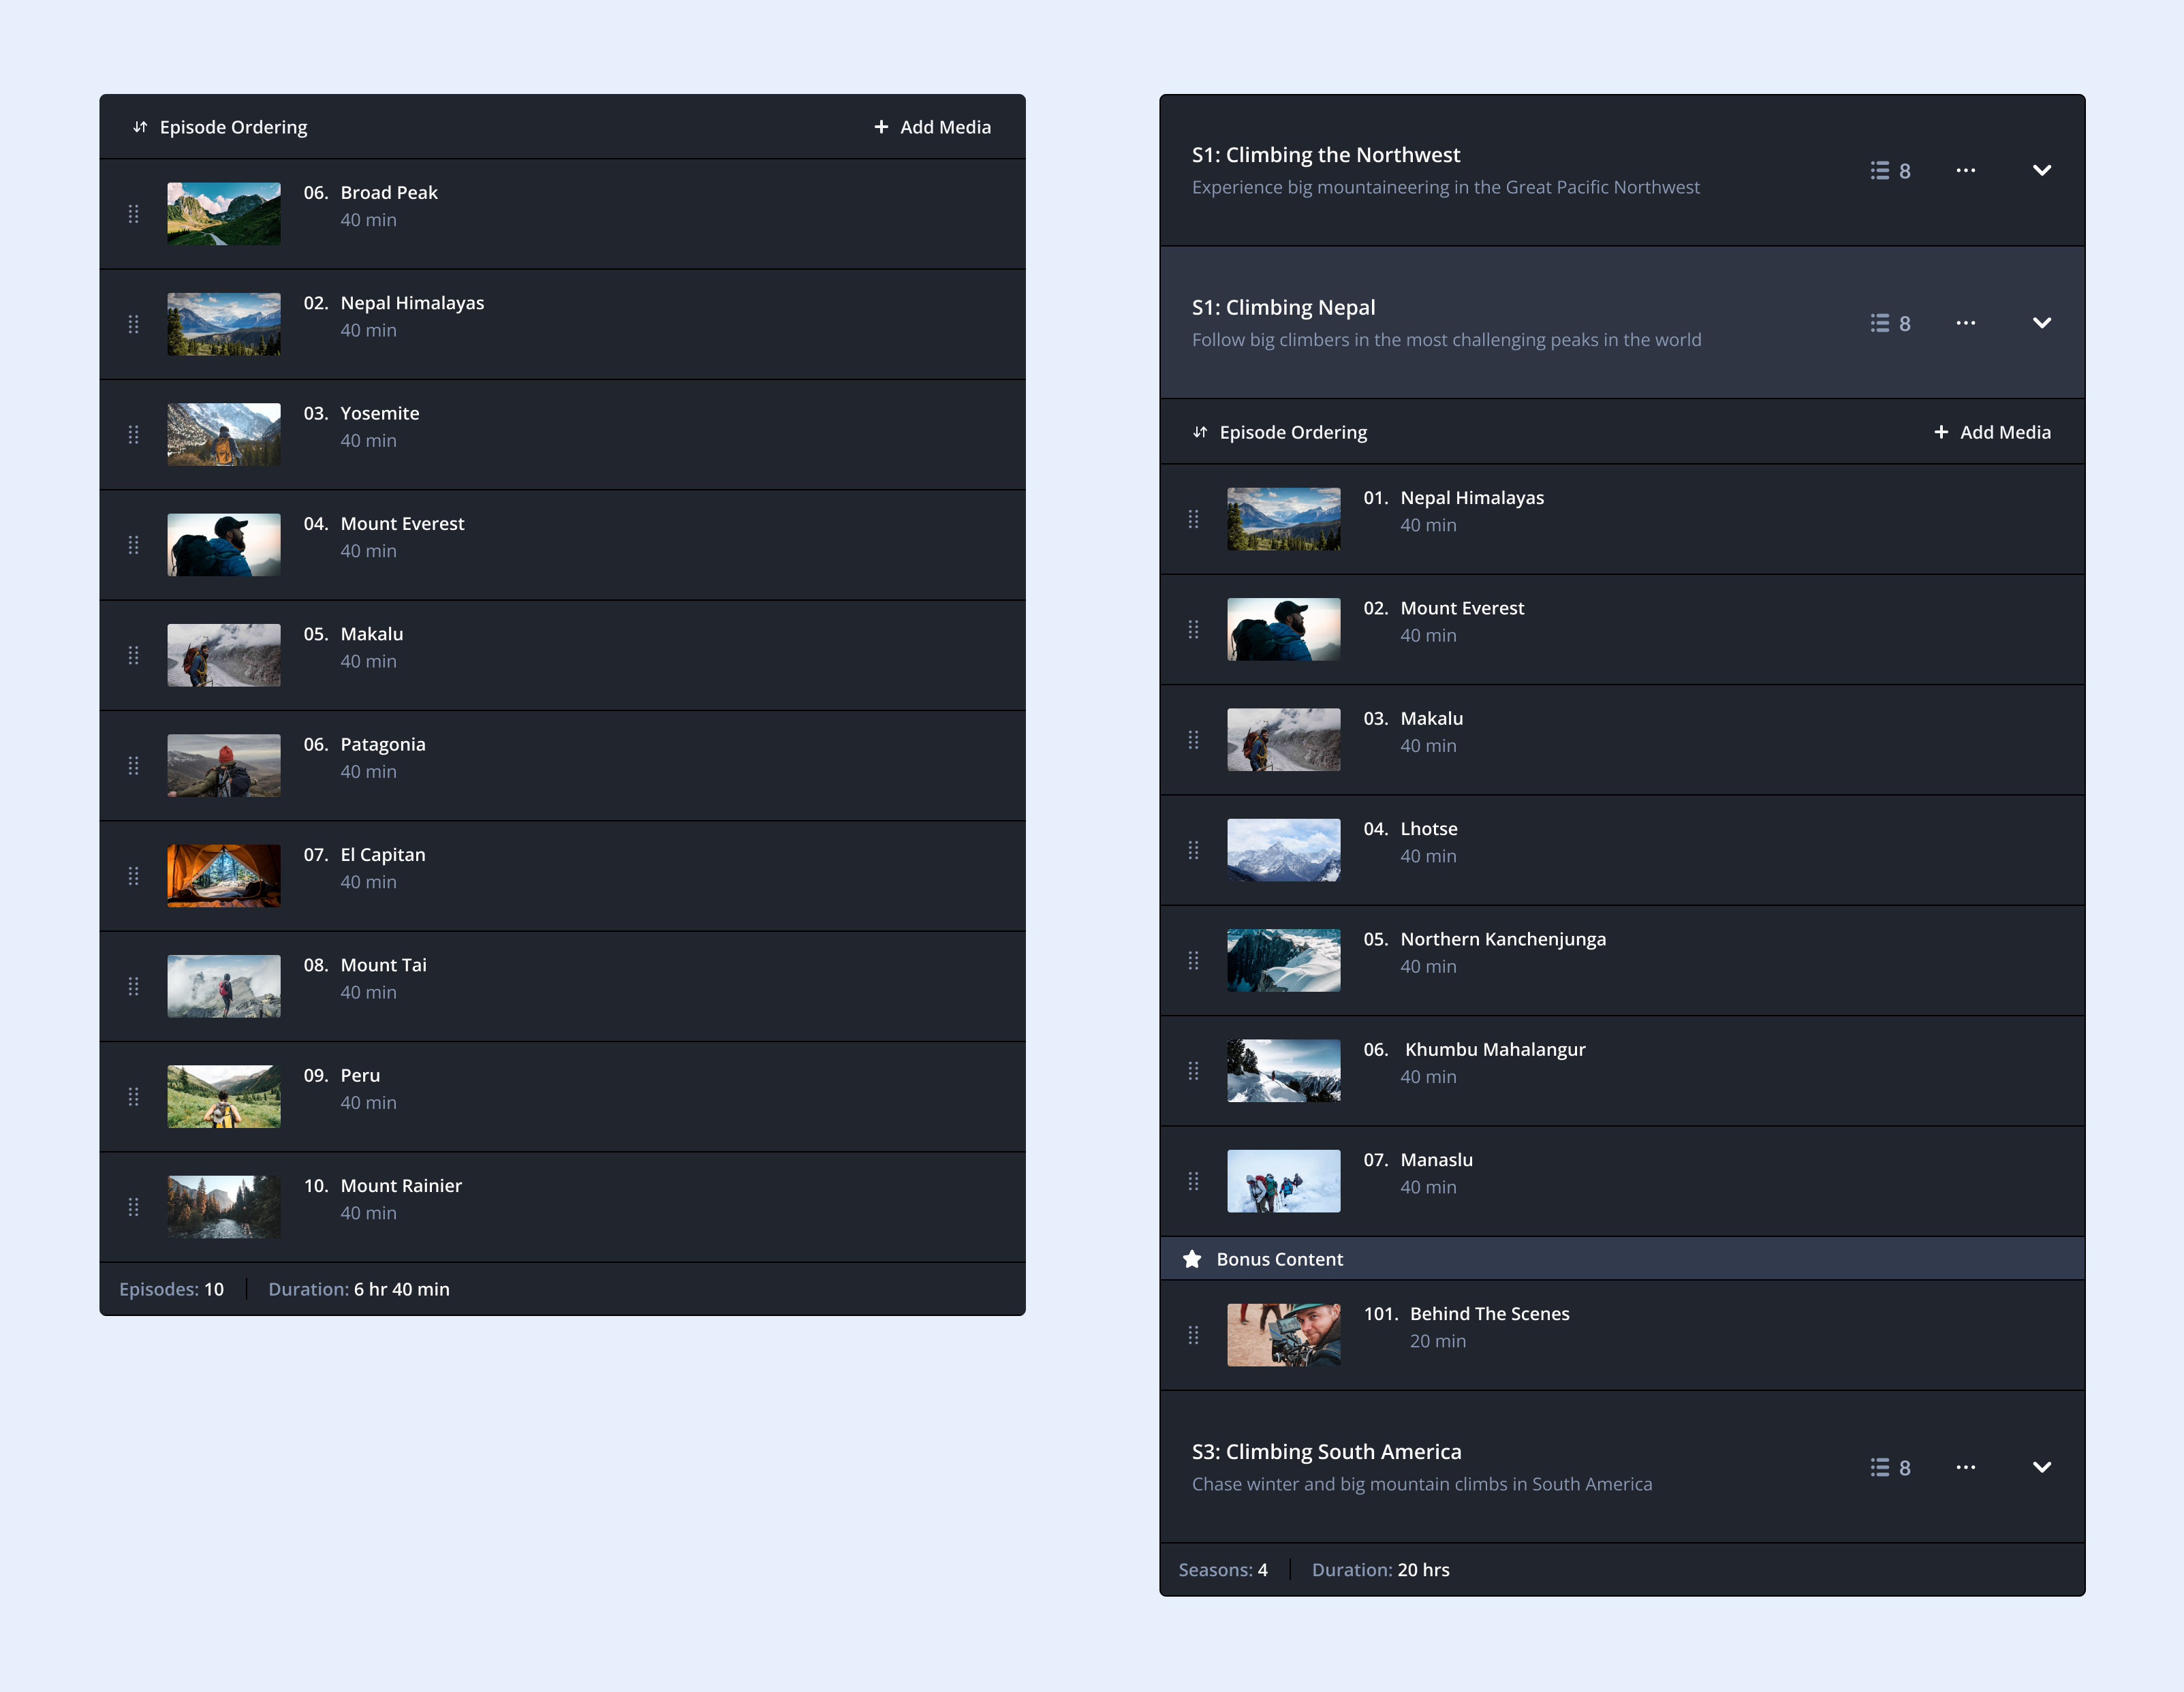 Episode Ordering
Add Media
06. Broad Peak
40 min
02. Nepal Himalayas
40 min
03. Yosemite
40 min
04. Mount Everest
40 min
05. Makalu
40 min
06. Patagonia
40 min
07. El Capitan
40 min
08. Mount Tai
40 min
09. Peru
40 min
10. Mount Rainier
40 min
Episodes: 10
Duration: 6 hr 40 min
S1: Climbing the Northwest
Experience big mountaineering in the Great Pacific Northwest
8
S1: Climbing Nepal
Follow big climbers in the most challenging peaks in the world
8
Episode Ordering
Add Media
01. Nepal Himalayas
40 min
02. Mount Everest
40 min
03. Makalu
40 min
04. Lhotse
40 min
05. Northern Kanchenjunga
40 min
06. Khumbu Mahalangur
40 min
07. Manaslu
40 min
Bonus Content
101. Behind The Scenes
20 min
S3: Climbing South America
Chase winter and big mountain climbs in South America
8
Seasons: 4
Duration: 20 hrs